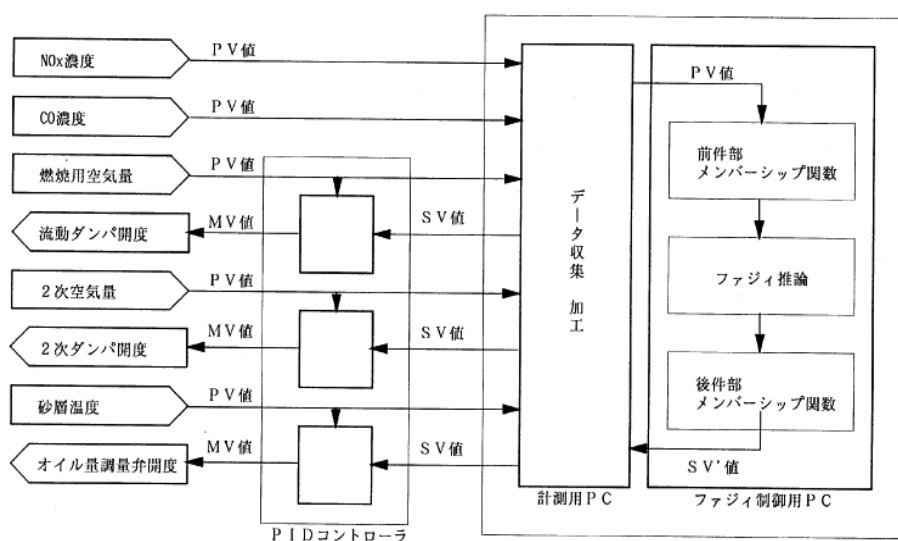 NOx濃度
PV値
CO濃度
PV値
燃焼用空気量
PV値
流動ダンパ開度
MV値
SV値
2次空気量
PV値
2次ダンパ開度
MV値
SV値
砂層温度
PV値
オイル量調量弁開度
MV値
SV値
PIDコントローラ
データ収集 加工
計測用PC
PV値
前件部
メンバーシップ関数
ファジィ推論
後件部
メンバーシップ関数
SV'値
ファジィ制御用PC